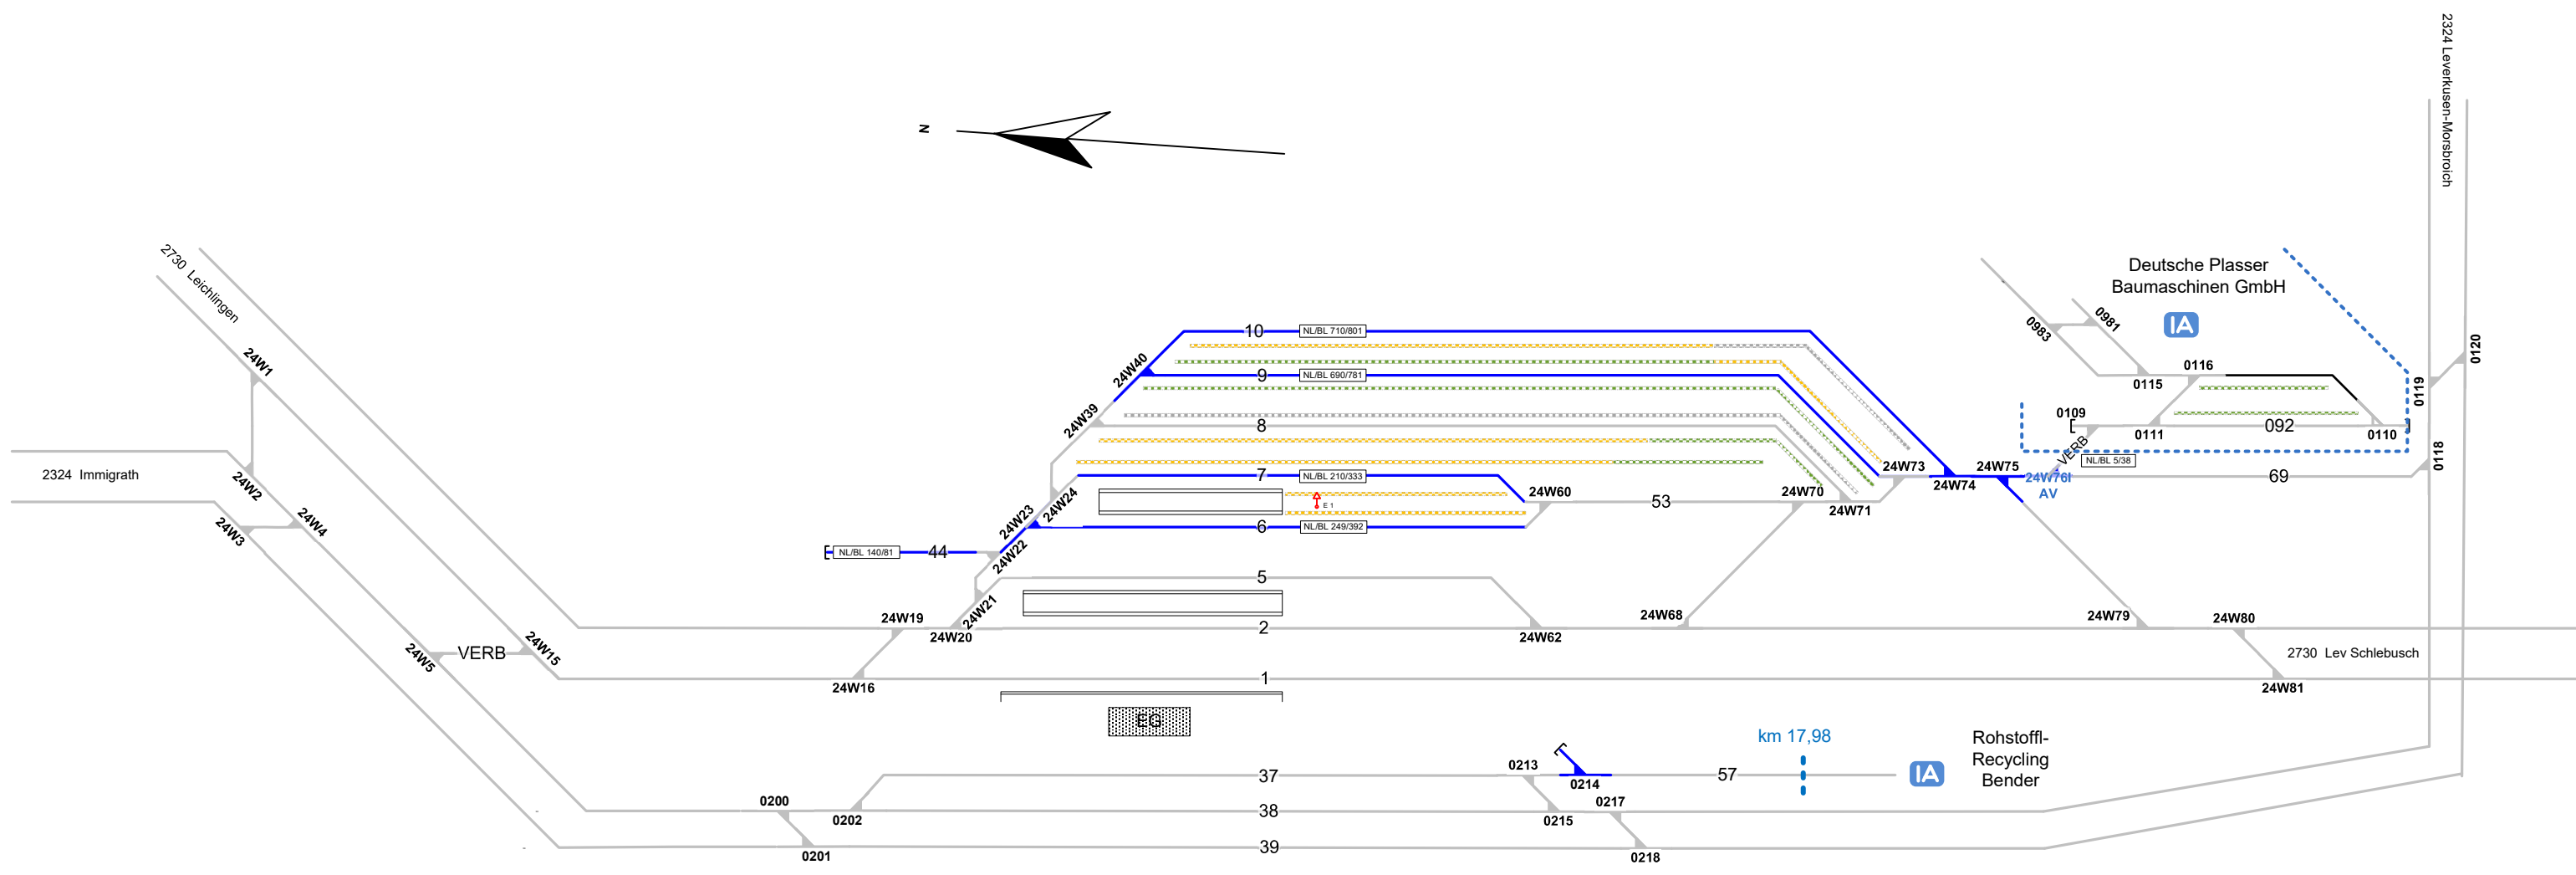 2324 Leverkusen-Morsbroich
N
2730 Leichlingen
24W1
2324 Immigrath
24W2
24W3
24W4
24W5
VERB
24W15
24W16
24W19
24W20
24W21
24W22
24W23
24W24
24W39
24W40
10
NL/BL 710/801
9
NL/BL 690/781
8
7
NL/BL 210/333
E 1
6
NL/BL 249/392
44
NL/BL 140/81
5
2
1
EG
24W60
53
24W62
24W68
24W70
24W71
24W73
24W74
24W75
24W76I
AV
VERB
NL/BL 5/38
69
24W79
24W80
24W81
2730 Lev Schlebusch
Deutsche Plasser
Baumaschinen GmbH
IA
0983
0981
0115
0116
0109
0111
092
0110
0119
0120
0118
km 17,98
Rohstoffl-
Recycling
Bender
IA
0213
0214
57
0217
0215
0218
37
38
39
0200
0202
0201